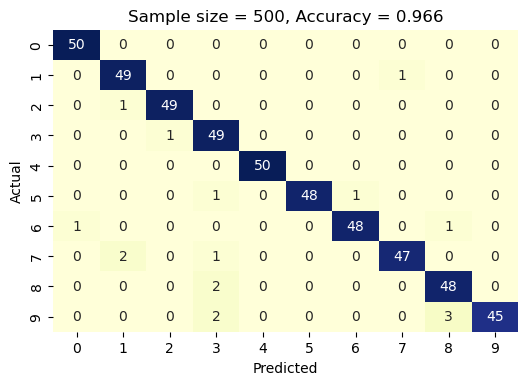 Sample size = 500, Accuracy = 0.966
Actual
0 50 0 0 0 0 0 0 0 0 0
1 0 49 0 0 0 0 0 1 0 0
2 0 1 49 0 0 0 0 0 0 0
3 0 0 1 49 0 0 0 0 0 0
4 0 0 0 0 50 0 0 0 0 0
5 0 0 0 1 0 48 1 0 0 0
6 1 0 0 0 0 0 48 0 1 0
7 0 2 0 1 0 0 0 47 0 0
8 0 0 0 2 0 0 0 0 48 0
9 0 0 0 2 0 0 0 0 3 45
0 1 2 3 4 5 6 7 8 9
Predicted